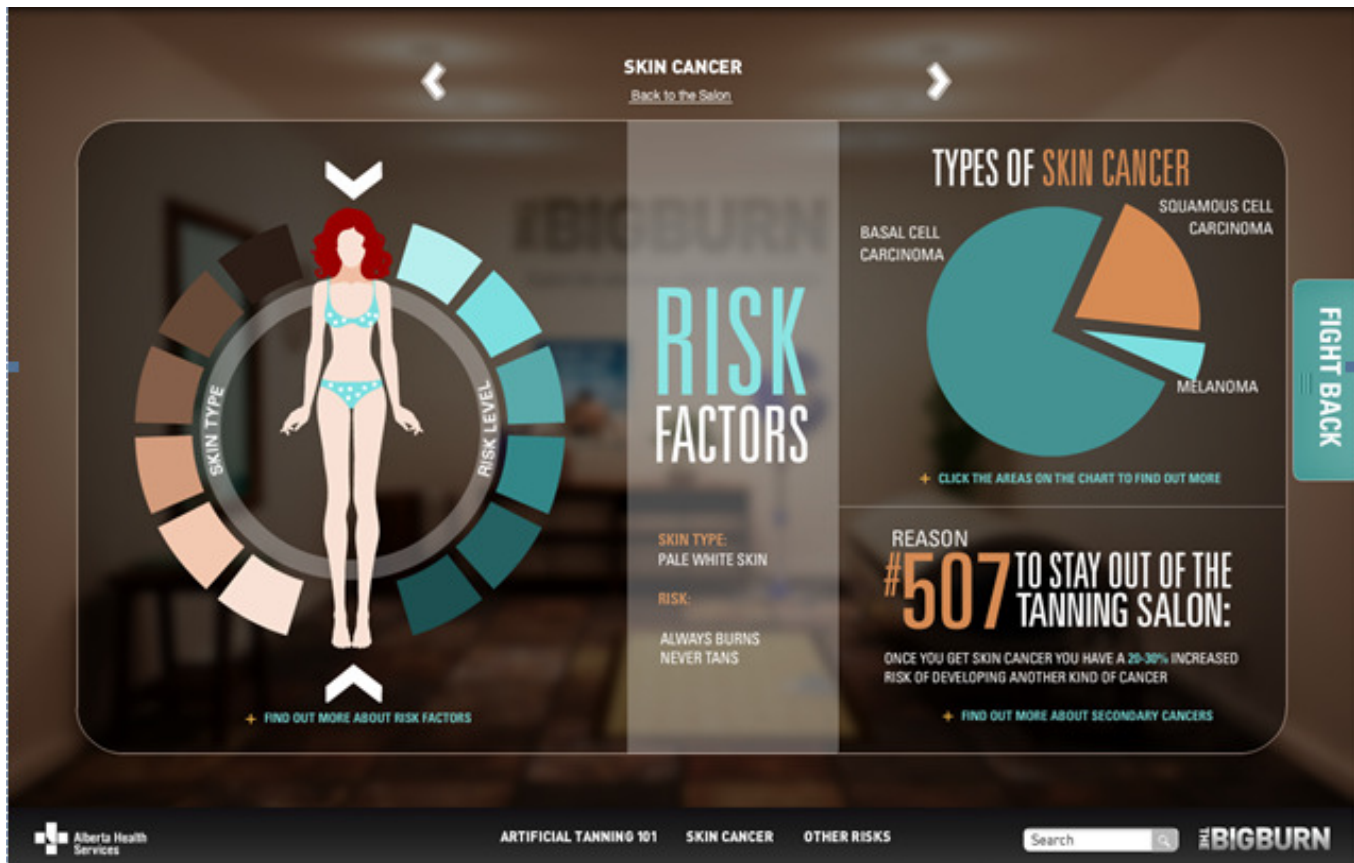 SKIN CANCER
Back to the Salon
SKIN TYPE
RISK LEVEL
+ FIND OUT MORE ABOUT RISK FACTORS
BIGBURN
RISK
FACTORS
SKIN TYPE:
PALE WHITE SKIN
RISK:
ALWAYS BURNS
NEVER TANS
TYPES OF SKIN CANCER
BASAL CELL
CARCINOMA
SQUAMOUS CELL
CARCINOMA
MELANOMA
+ CLICK THE AREAS ON THE CHART TO FIND OUT MORE
REASON
#507 TO STAY OUT OF THE
TANNING SALON:
ONCE YOU GET SKIN CANCER YOU HAVE A 20-30% INCREASED
RISK OF DEVELOPING ANOTHER KIND OF CANCER
+ FIND OUT MORE ABOUT SECONDARY CANCERS
FIGHT BACK
Alberta Health
Services
ARTIFICIAL TANNING 101
SKIN CANCER
OTHER RISKS
Search
THE BIGBURN